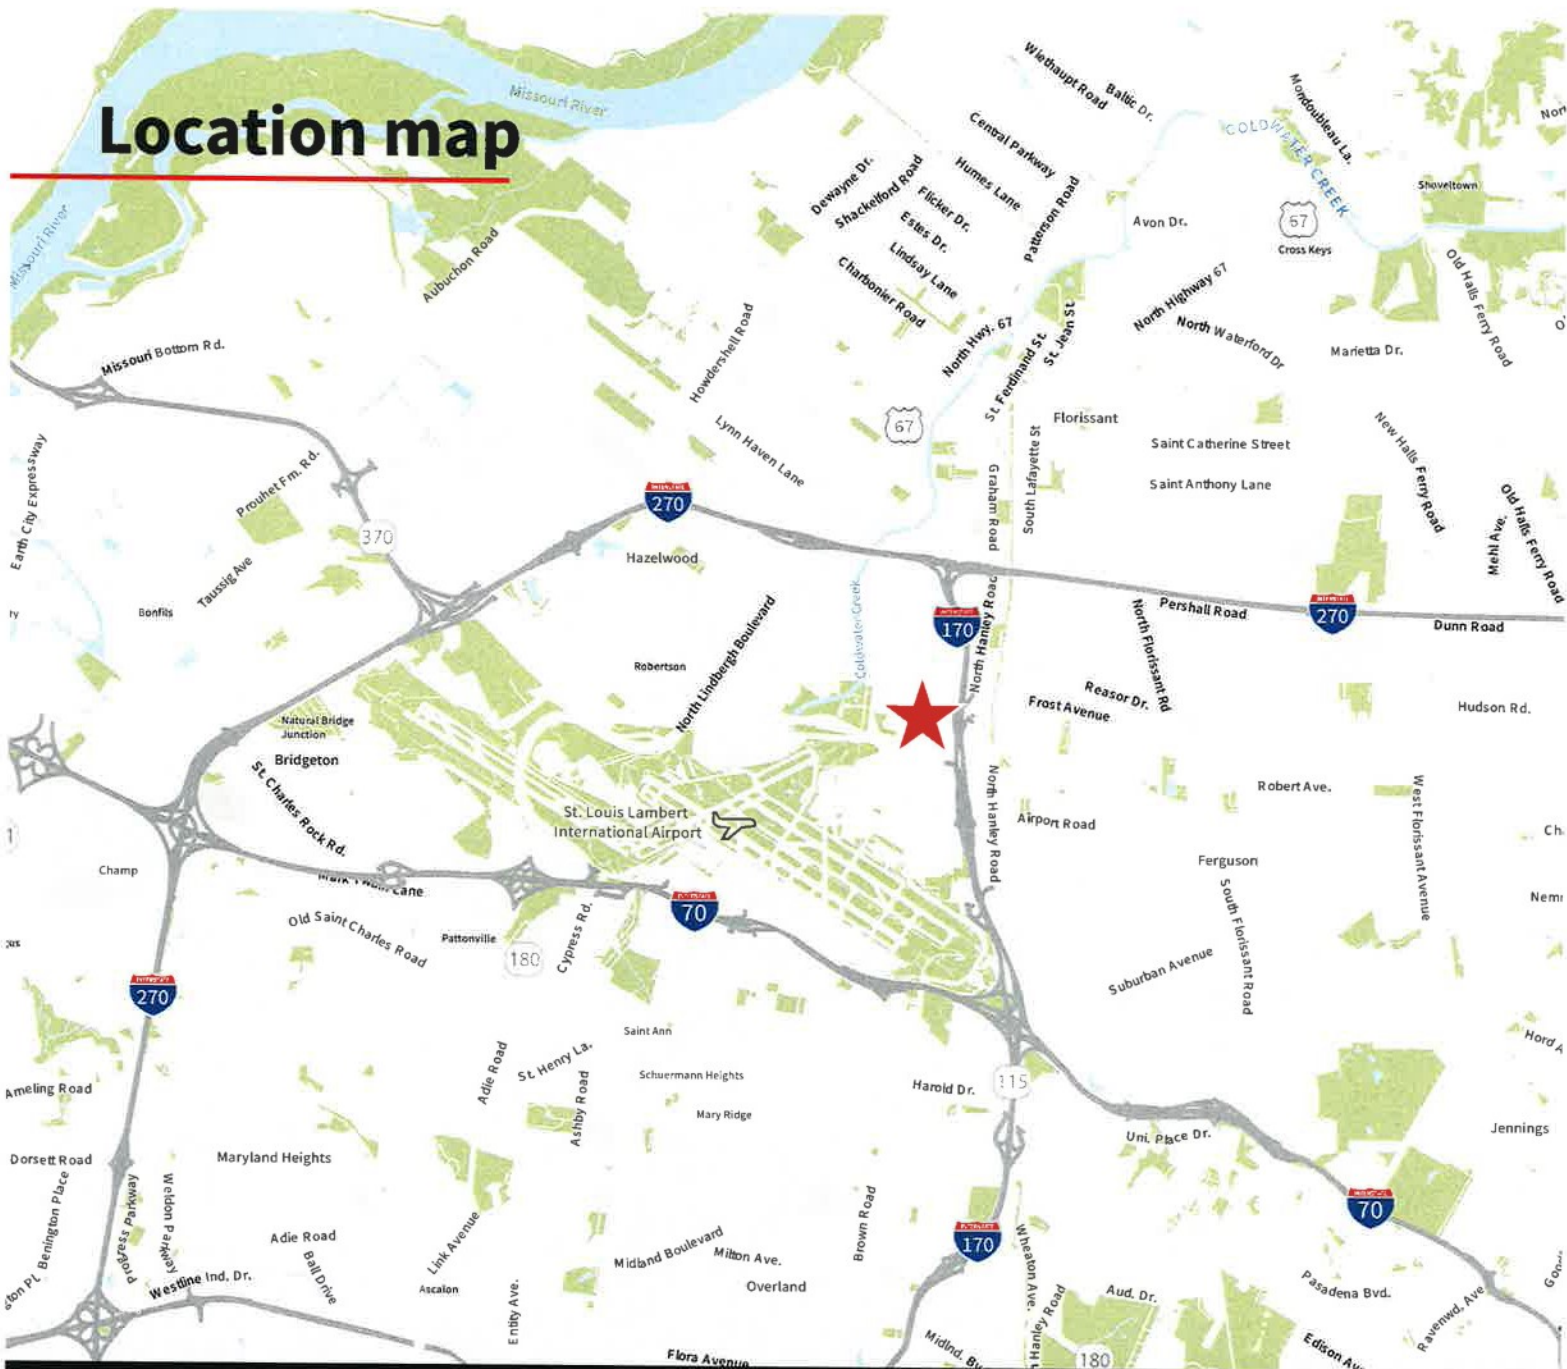 Location map
Missouri River
Missouri River
Wiethaupt Road
Baltic Dr.
Central Parkway
Humes Lane
Dewayne Dr.
Shackelford Road
Flicker Dr.
Estes Dr.
Lindsay Lane
Charbonier Road
Patterson Road
Avon Dr.
COLDWATER CREEK
Mondoubleau La.
67
Cross Keys
Shoveltown
Old Halls Ferry Road
Aubuchon Road
Missouri Bottom Rd.
Howdershell Road
North Hwy. 67
St. Ferdinand St.
St. Jean St
North Highway 67
North Waterford Dr
Marietta Dr.
Lynn Haven Lane
67
Florissant
Saint Catherine Street
Saint Anthony Lane
South Lafayette St
Graham Road
New Halls Ferry Road
Mehl Ave.
Old Halls Ferry Road
Earth City Expressway
Prouhet Fm. Rd.
370
INTERSTATE
270
Hazelwood
Taussig Ave
Bonfils
Coldwater Creek
170
North Hanley Road
North Florissant Rd
Pershall Road
INTERSTATE
270
Dunn Road
Robertson
North Lindbergh Boulevard
Reasor Dr.
Frost Avenue
Hudson Rd.
Natural Bridge
Junction
Bridgeton
St. Charles Rock Rd.
St. Louis Lambert
International Airport
North Hanley Road
Airport Road
Robert Ave.
West Florissant Avenue
Ferguson
South Florissant Road
Champ
Old Saint Charles Road
Pattonville
180
Cypress Rd.
70
Suburban Avenue
270
Saint Ann
Adie Road
St. Henry La.
Ashby Road
Schuermann Heights
Mary Ridge
Harold Dr.
115
Ameling Road
Uni. Place Dr.
Jennings
Dorsett Road
Maryland Heights
Benington Place
Progress Parkway
Weldon Parkway
Adie Road
Ball Drive
Link Avenue
Ascalon
Westline Ind. Dr.
Entity Ave.
Midland Boulevard
Milton Ave.
Overland
Brown Road
170
Wheaton Ave.
Hanley Road
Aud. Dr.
180
70
Pasadena Bvd.
Ravenwd. Ave
Flora Avenue